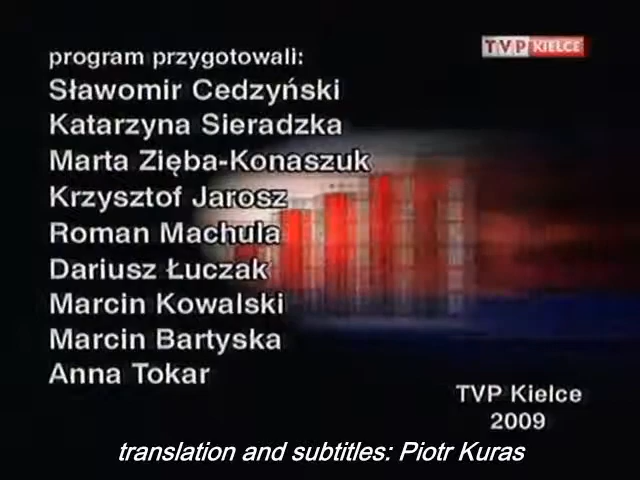 program przygotowali:
Sławomir Cedzyński
Katarzyna Sieradzka
Marta Zięba-Konaszuk
Krzysztof Jarosz
Roman Machula
Dariusz Łuczak
Marcin Kowalski
Marcin Bartyska
Anna Tokar
TVP KIELCE
TVP Kielce
2009
translation and subtitles: Piotr Kuras